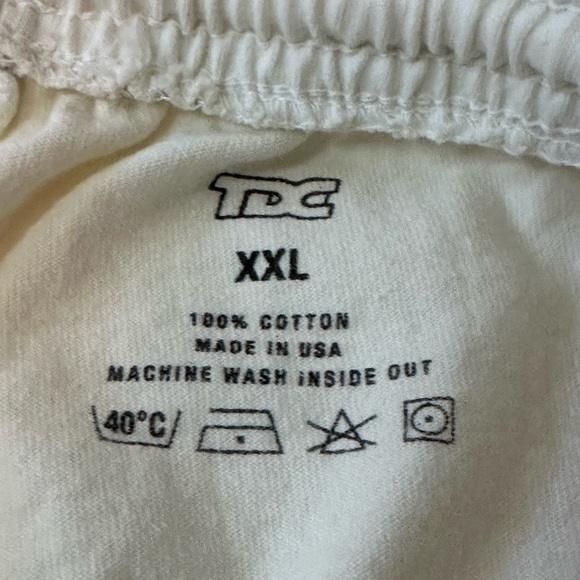 TDC
XXL
100% COTTON
MADE IN USA
MACHINE WASH INSIDE OUT
40°C